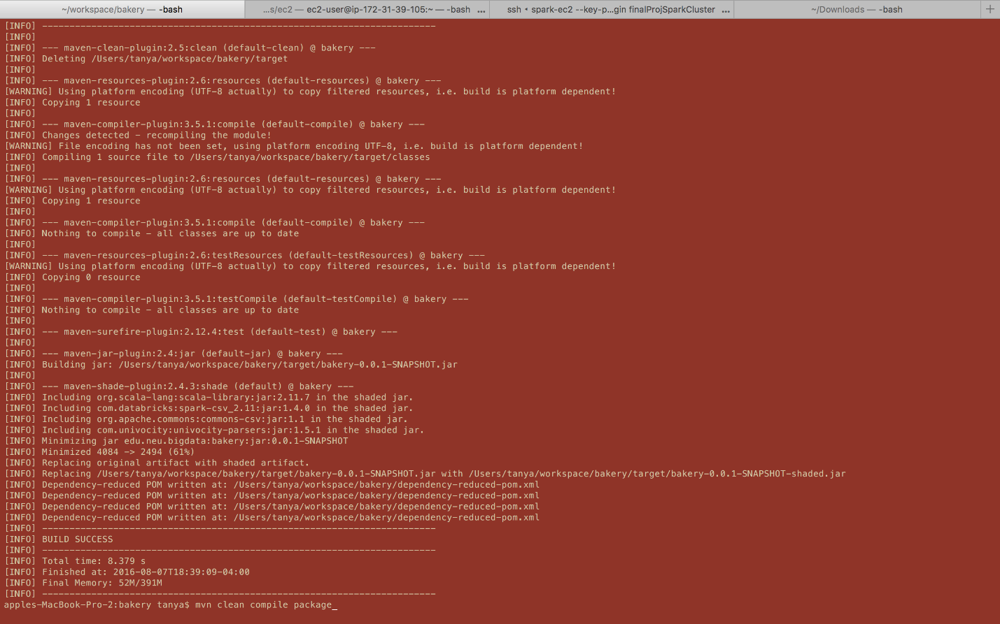 ~/workspace/bakery — -bash
...s/ec2 — ec2-user@ip-172-31-39-105:~ — -bash ...
ssh ◂ spark-ec2 --key-p...gin finalProjSparkCluster ...
~/Downloads — -bash
+
[INFO] ------------------------------------------------------------------------
[INFO]
[INFO] --- maven-clean-plugin:2.5:clean (default-clean) @ bakery ---
[INFO] Deleting /Users/tanya/workspace/bakery/target
[INFO]
[INFO] --- maven-resources-plugin:2.6:resources (default-resources) @ bakery ---
[WARNING] Using platform encoding (UTF-8 actually) to copy filtered resources, i.e. build is platform dependent!
[INFO] Copying 1 resource
[INFO]
[INFO] --- maven-compiler-plugin:3.5.1:compile (default-compile) @ bakery ---
[INFO] Changes detected - recompiling the module!
[WARNING] File encoding has not been set, using platform encoding UTF-8, i.e. build is platform dependent!
[INFO] Compiling 1 source file to /Users/tanya/workspace/bakery/target/classes
[INFO]
[INFO] --- maven-resources-plugin:2.6:resources (default-resources) @ bakery ---
[WARNING] Using platform encoding (UTF-8 actually) to copy filtered resources, i.e. build is platform dependent!
[INFO] Copying 1 resource
[INFO]
[INFO] --- maven-compiler-plugin:3.5.1:compile (default-compile) @ bakery ---
[INFO] Nothing to compile - all classes are up to date
[INFO]
[INFO] --- maven-resources-plugin:2.6:testResources (default-testResources) @ bakery ---
[WARNING] Using platform encoding (UTF-8 actually) to copy filtered resources, i.e. build is platform dependent!
[INFO] Copying 0 resource
[INFO]
[INFO] --- maven-compiler-plugin:3.5.1:testCompile (default-testCompile) @ bakery ---
[INFO] Nothing to compile - all classes are up to date
[INFO]
[INFO] --- maven-surefire-plugin:2.12.4:test (default-test) @ bakery ---
[INFO]
[INFO] --- maven-jar-plugin:2.4:jar (default-jar) @ bakery ---
[INFO] Building jar: /Users/tanya/workspace/bakery/target/bakery-0.0.1-SNAPSHOT.jar
[INFO]
[INFO] --- maven-shade-plugin:2.4.3:shade (default) @ bakery ---
[INFO] Including org.scala-lang:scala-library:jar:2.11.7 in the shaded jar.
[INFO] Including com.databricks:spark-csv_2.11:jar:1.4.0 in the shaded jar.
[INFO] Including org.apache.commons:commons-csv:jar:1.1 in the shaded jar.
[INFO] Including com.univocity:univocity-parsers:jar:1.5.1 in the shaded jar.
[INFO] Minimizing jar edu.neu.bigdata:bakery:jar:0.0.1-SNAPSHOT
[INFO] Minimized 4084 -> 2494 (61%)
[INFO] Replacing original artifact with shaded artifact.
[INFO] Replacing /Users/tanya/workspace/bakery/target/bakery-0.0.1-SNAPSHOT.jar with /Users/tanya/workspace/bakery/target/bakery-0.0.1-SNAPSHOT-shaded.jar
[INFO] Dependency-reduced POM written at: /Users/tanya/workspace/bakery/dependency-reduced-pom.xml
[INFO] Dependency-reduced POM written at: /Users/tanya/workspace/bakery/dependency-reduced-pom.xml
[INFO] Dependency-reduced POM written at: /Users/tanya/workspace/bakery/dependency-reduced-pom.xml
[INFO] Dependency-reduced POM written at: /Users/tanya/workspace/bakery/dependency-reduced-pom.xml
[INFO] ------------------------------------------------------------------------
[INFO] BUILD SUCCESS
[INFO] ------------------------------------------------------------------------
[INFO] Total time: 8.379 s
[INFO] Finished at: 2016-08-07T18:39:09-04:00
[INFO] Final Memory: 52M/391M
[INFO] ------------------------------------------------------------------------
apples-MacBook-Pro-2:bakery tanya$ mvn clean compile package_